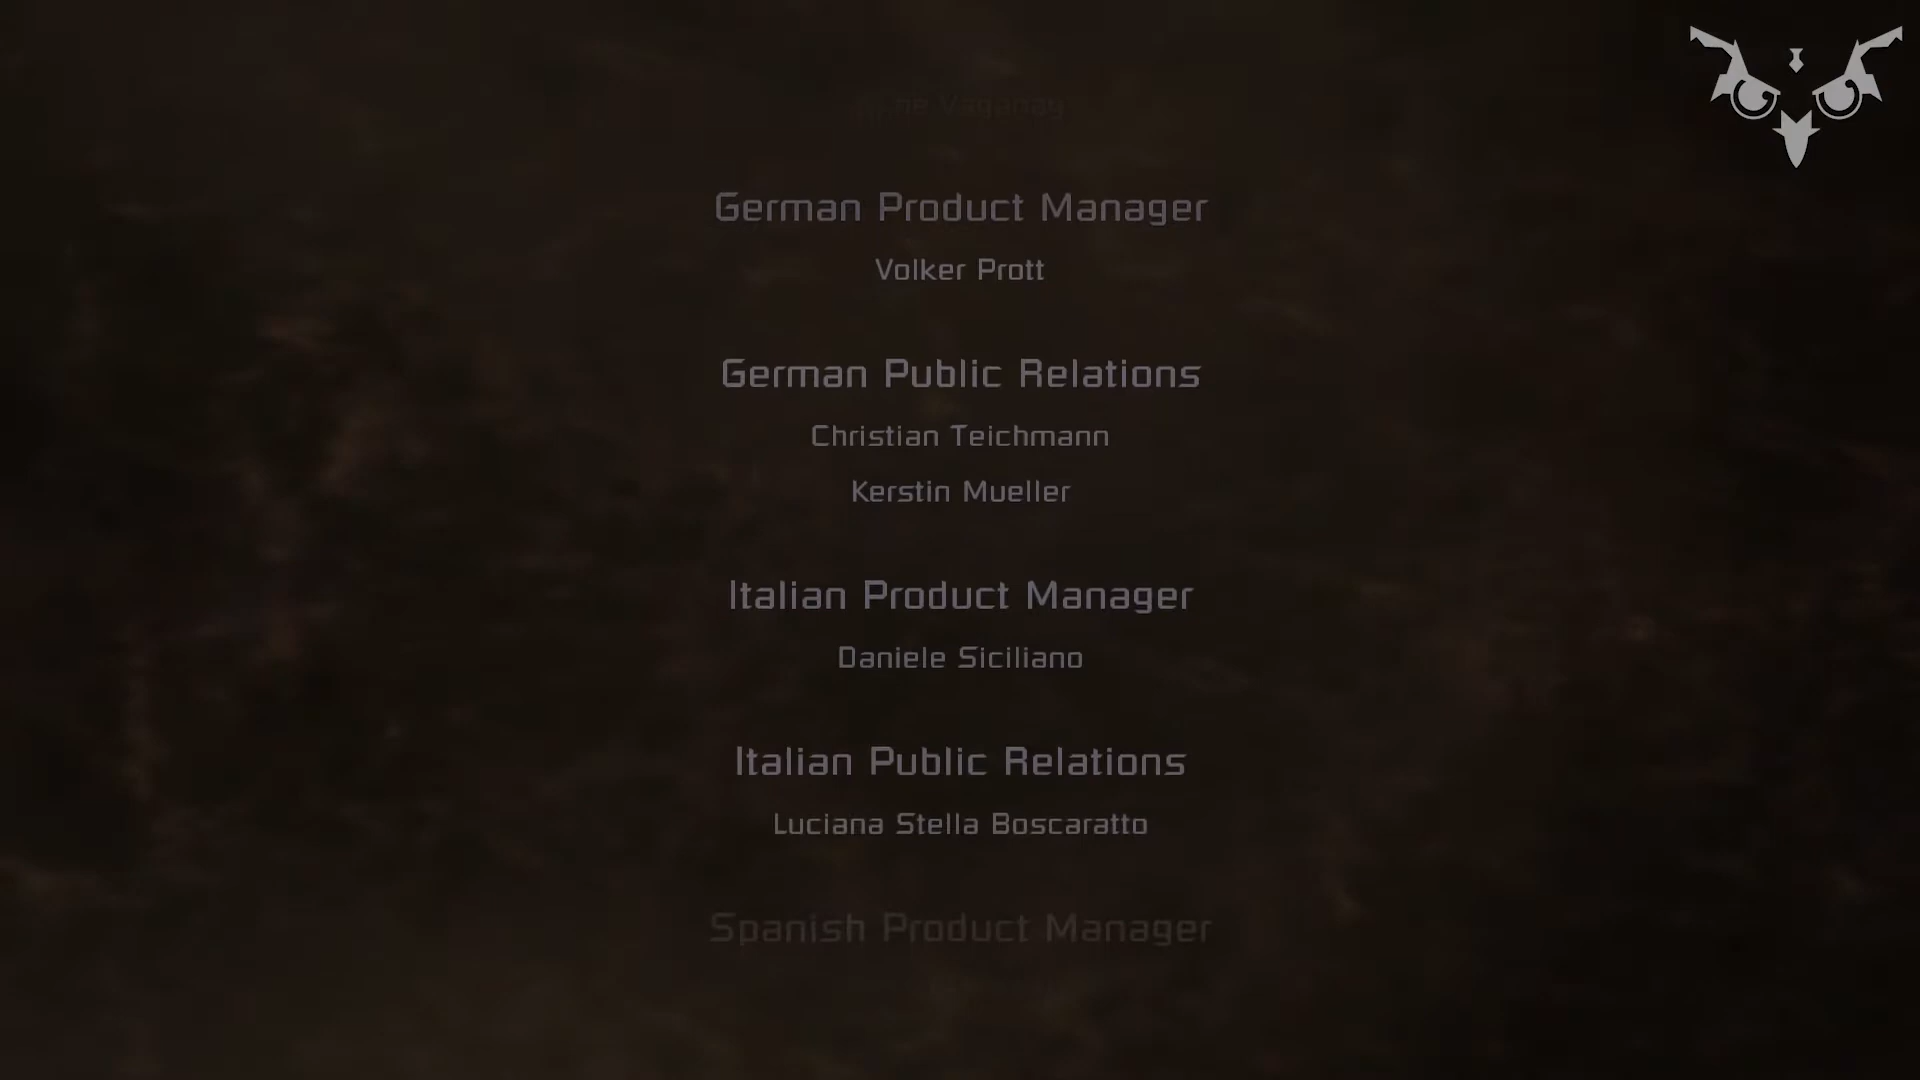 Vaganay
German Product Manager
Volker Prott
German Public Relations
Christian Teichmann
Kerstin Mueller
Italian Product Manager
Daniele Siciliano
Italian Public Relations
Luciana Stella Boscaratto
Spanish Product Manager